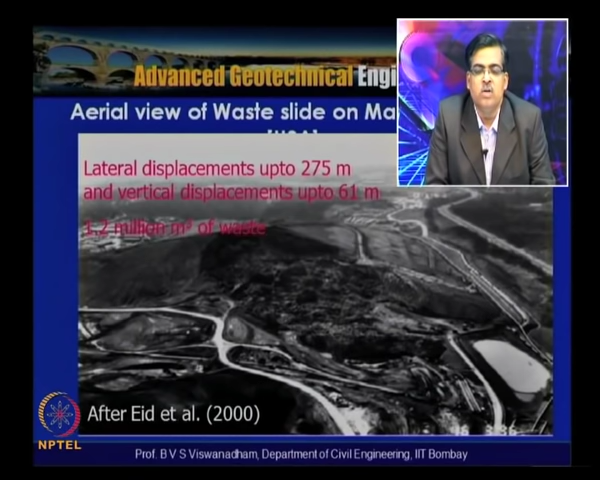 Advanced Geotechnical Engi
Aerial view of Waste slide on Ma
[USA]
Lateral displacements upto 275 m
and vertical displacements upto 61 m
1.2 million m³ of waste
After Eid et al. (2000)
NPTEL
Prof. B V S Viswanadham, Department of Civil Engineering, IIT Bombay